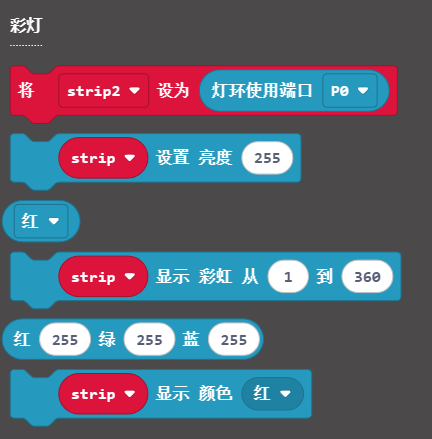 彩灯
将 strip2 设为 灯环使用端口 P0
strip 设置 亮度 255
红
strip 显示 彩虹 从 1 到 360
红 255 绿 255 蓝 255
strip 显示 颜色 红